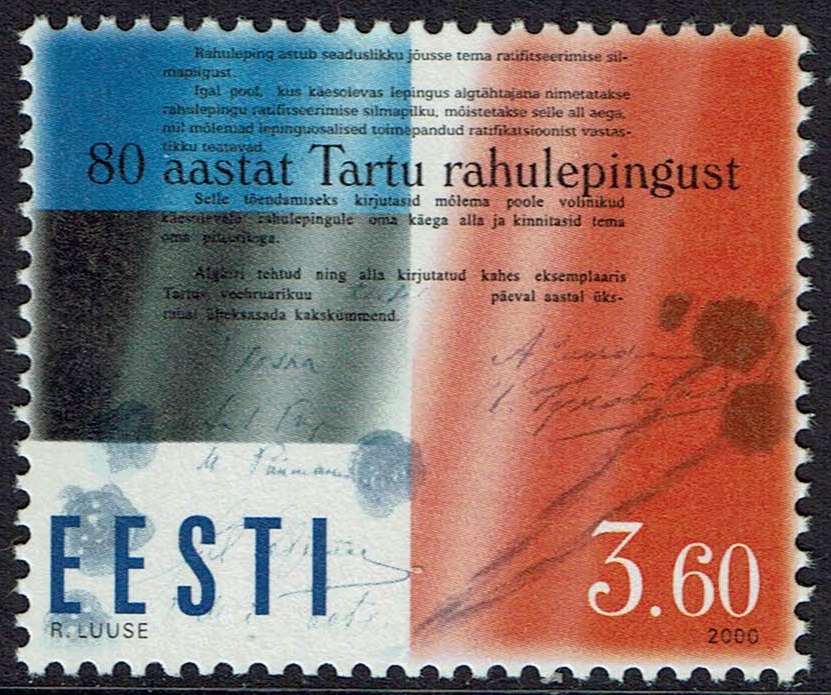 Rahuleping astub seaduslikku jõusse tema ratifitseerimise sil-
mapilgust.
Igal pool, kus käesolevas lepingus algtähtajana nimetatakse
rahulepingu ratifitseerimise silmapilku, mõistetakse selle all aega,
mil mõlemad lepinguosalised toimepandud ratifikatsioonist vastas-
tikku teatavad.
80 aastat Tartu rahulepingust
Selle tõendamiseks kirjutasid mõlema poole volinikud
käesolevale rahulepingule oma käega alla ja kinnitasid tema
oma pitseritega.
Algkiri tehtud ning alla kirjutatud kahes eksemplaaris
Tartu veebruarikuu päeval aastal üks-
tuhat üheksasada kakskümmend.
J Poska
EESTI
3.60
R. LUUSE
2000